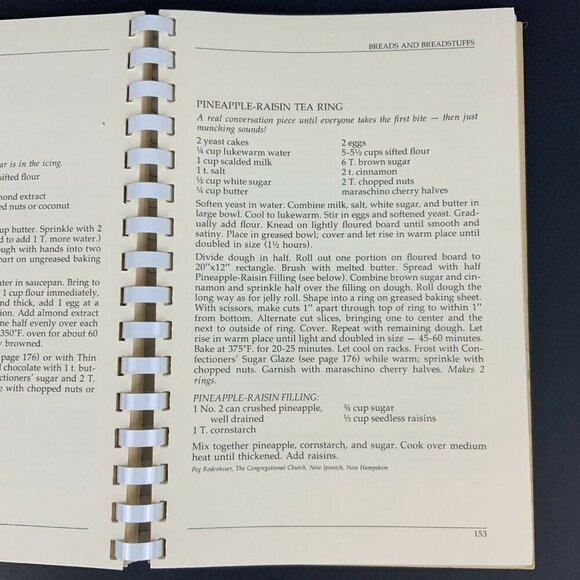 ar is in the icing.
sifted flour
almond extract
ed nuts or coconut
up butter. Sprinkle with 2
d to add 1 T. more water.)
ugh with hands into two
part on ungreased baking
ater in saucepan. Bring to
1 cup flour immediately,
and thick, add 1 egg at a
ion. Add almond extract
ne half evenly over each
350°F. oven for about 60
y browned.
page 176) or with Thin
d chocolate with 1 t. but-
ctioners' sugar and 2 T.
e with chopped nuts or
BREADS AND BREADSTUFFS
PINEAPPLE-RAISIN TEA RING
A real conversation piece until everyone takes the first bite — then just
munching sounds!
2 yeast cakes 2 eggs
¼ cup lukewarm water 5-5½ cups sifted flour
1 cup scalded milk 6 T. brown sugar
1 t. salt 2 t. cinnamon
½ cup white sugar 2 T. chopped nuts
¼ cup butter maraschino cherry halves
Soften yeast in water. Combine milk, salt, white sugar, and butter in
large bowl. Cool to lukewarm. Stir in eggs and softened yeast. Grad-
ually add flour. Knead on lightly floured board until smooth and
satiny. Place in greased bowl; cover and let rise in warm place until
doubled in size (1½ hours).
Divide dough in half. Roll out one portion on floured board to
20"x12" rectangle. Brush with melted butter. Spread with half
Pineapple-Raisin Filling (see below). Combine brown sugar and cin-
namon and sprinkle half over the filling on dough. Roll dough the
long way as for jelly roll. Shape into a ring on greased baking sheet.
With scissors, make cuts 1" apart through top of ring to within 1"
from bottom. Alternate cut slices, bringing one to center and the
next to outside of ring. Cover. Repeat with remaining dough. Let
rise in warm place until light and doubled in size — 45-60 minutes.
Bake at 375°F. for 20-25 minutes. Let cool on racks. Frost with Con-
fectioners' Sugar Glaze (see page 176) while warm; sprinkle with
chopped nuts. Garnish with maraschino cherry halves. Makes 2
rings.
PINEAPPLE-RAISIN FILLING:
1 No. 2 can crushed pineapple, ¾ cup sugar
well drained ½ cup seedless raisins
1 T. cornstarch
Mix together pineapple, cornstarch, and sugar. Cook over medium
heat until thickened. Add raisins.
Peg Rodenhiser, The Congregational Church, New Ipswich, New Hampshire
153